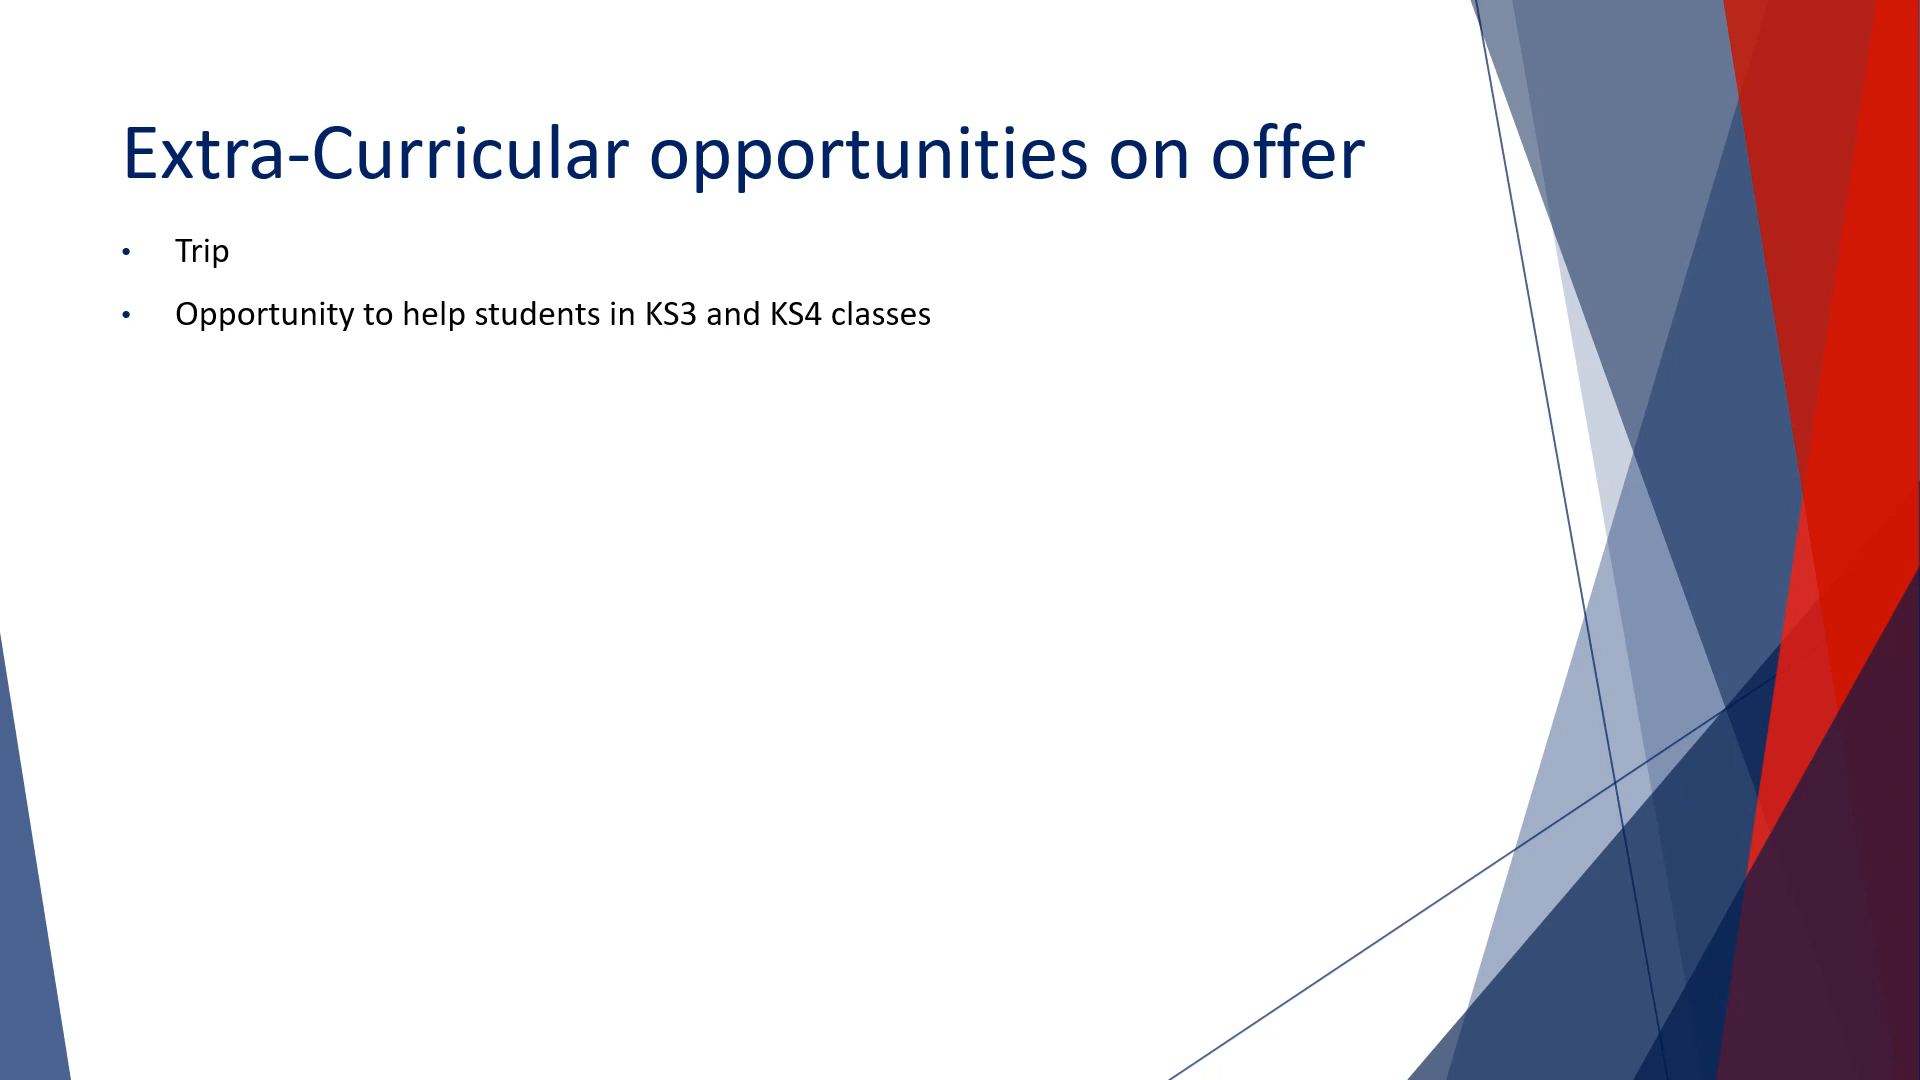 Extra-Curricular opportunities on offer
• Trip
• Opportunity to help students in KS3 and KS4 classes